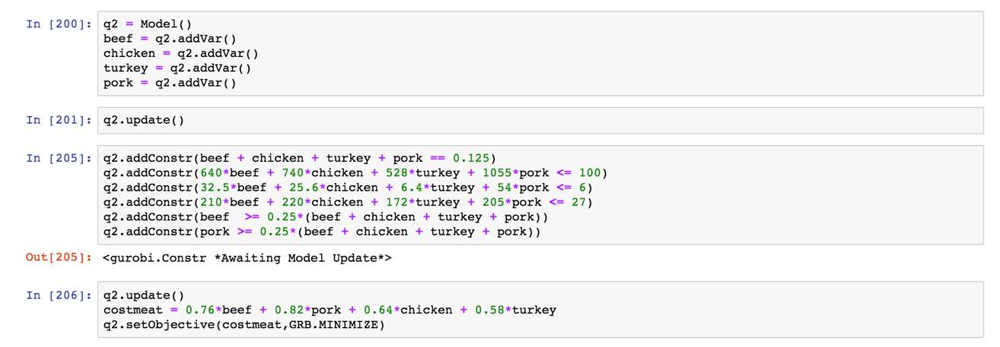 In [200]: q2 = Model()
beef = q2.addVar()
chicken = q2.addVar()
turkey = q2.addVar()
pork = q2.addVar()
In [201]: q2.update()
In [205]: q2.addConstr(beef + chicken + turkey + pork == 0.125)
q2.addConstr(640*beef + 740*chicken + 528*turkey + 1055*pork <= 100)
q2.addConstr(32.5*beef + 25.6*chicken + 6.4*turkey + 54*pork <= 6)
q2.addConstr(210*beef + 220*chicken + 172*turkey + 205*pork <= 27)
q2.addConstr(beef  >= 0.25*(beef + chicken + turkey + pork))
q2.addConstr(pork >= 0.25*(beef + chicken + turkey + pork))
Out[205]: <gurobi.Constr *Awaiting Model Update*>
In [206]: q2.update()
costmeat = 0.76*beef + 0.82*pork + 0.64*chicken + 0.58*turkey
q2.setObjective(costmeat,GRB.MINIMIZE)